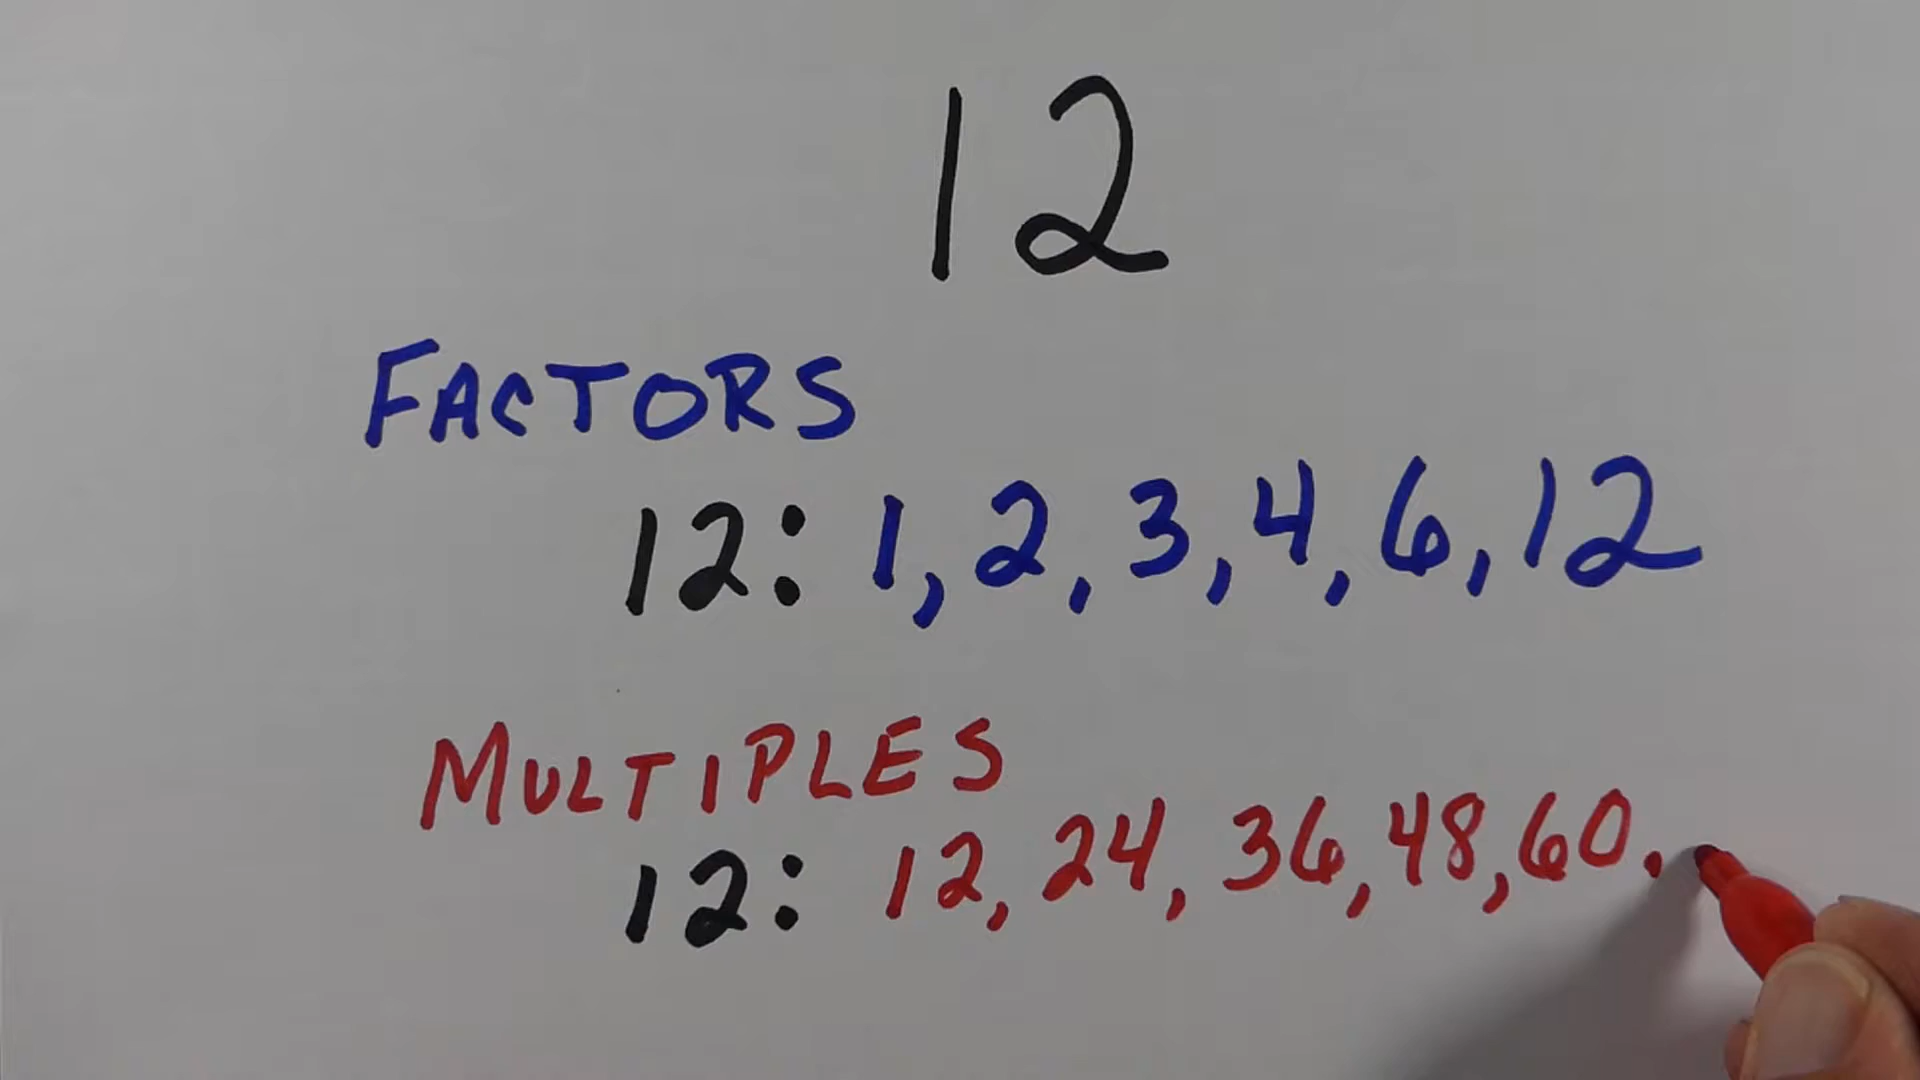 12
FACTORS
12: 1, 2, 3, 4, 6, 12
MULTIPLES
12: 12, 24, 36, 48, 60.